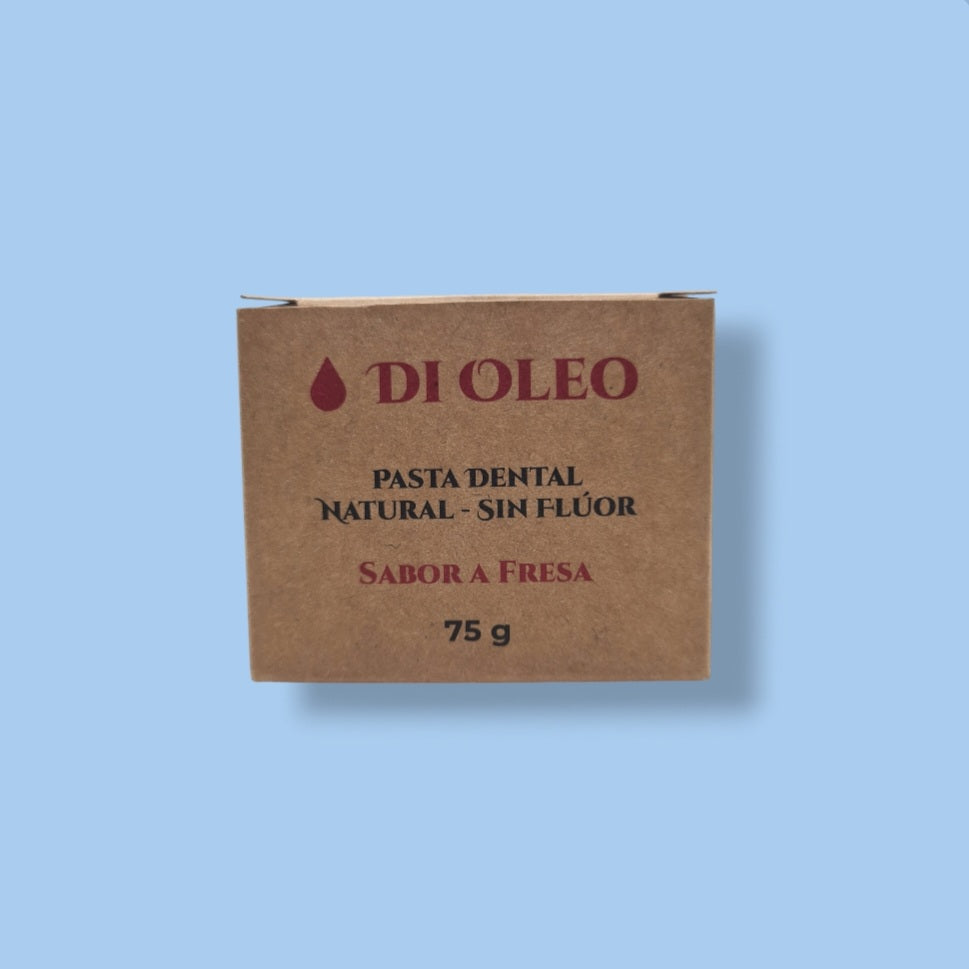 Di Oleo
Pasta Dental
Natural - Sin Flúor
Sabor a Fresa
75 g